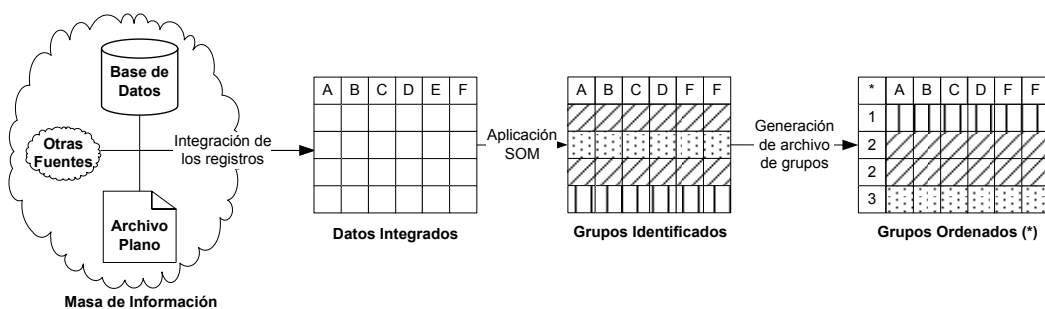 Base de
Datos
Otras
Fuentes
Archivo
Plano
Masa de Información
Integración de
los registros
A B C D E F
Datos Integrados
Aplicación
SOM
A B C D F F
Grupos Identificados
Generación
de archivo
de grupos
* A B C D F F
1
2
2
3
Grupos Ordenados (*)